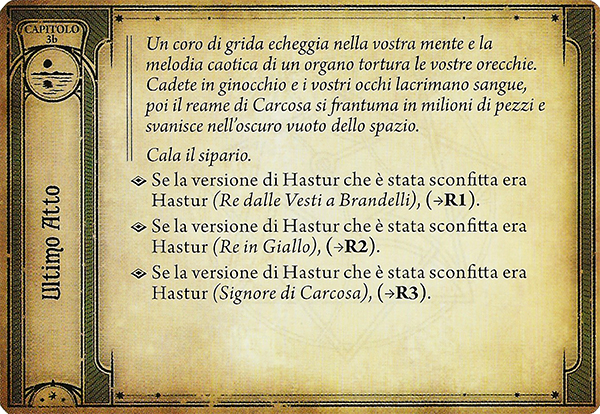 CAPITOLO
3b
Ultimo Atto
Un coro di grida echeggia nella vostra mente e la
melodia caotica di un organo tortura le vostre orecchie.
Cadete in ginocchio e i vostri occhi lacrimano sangue,
poi il reame di Carcosa si frantuma in milioni di pezzi e
svanisce nell'oscuro vuoto dello spazio.
Cala il sipario.
Se la versione di Hastur che è stata sconfitta era
Hastur (Re dalle Vesti a Brandelli), (→R1).
Se la versione di Hastur che è stata sconfitta era
Hastur (Re in Giallo), (→R2).
Se la versione di Hastur che è stata sconfitta era
Hastur (Signore di Carcosa), (→R3).